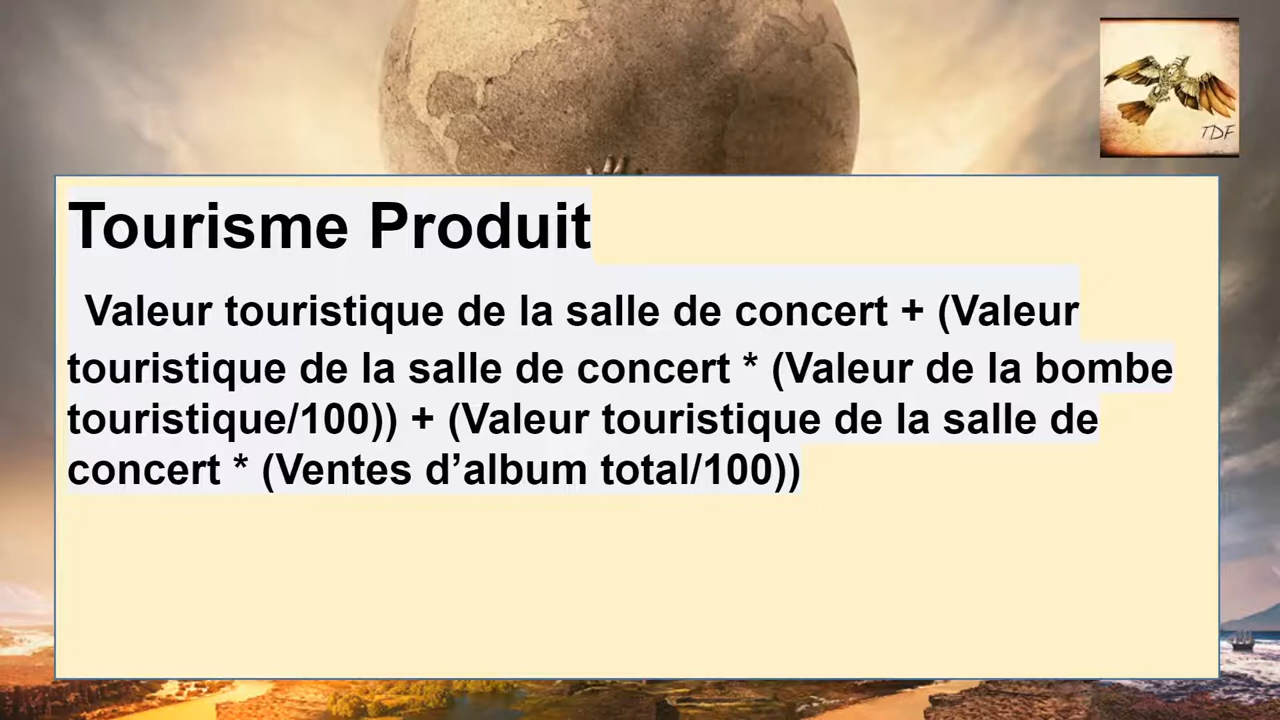 TDF
Tourisme Produit
Valeur touristique de la salle de concert + (Valeur
touristique de la salle de concert * (Valeur de la bombe
touristique/100)) + (Valeur touristique de la salle de
concert * (Ventes d’album total/100))